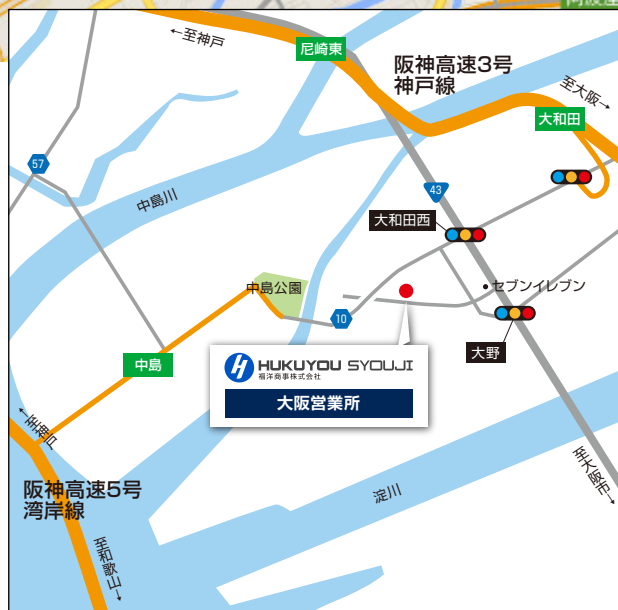 ←至神戸
尼崎東
阪神高速3号
神戸線
至大阪→
大和田
57
中島川
43
大和田西
中島公園
セブンイレブン
10
大野
中島
HUKUYOU SYOUJI
福洋商事株式会社
大阪営業所
←至神戸
至大阪市→
阪神高速5号
湾岸線
淀川
至和歌山→